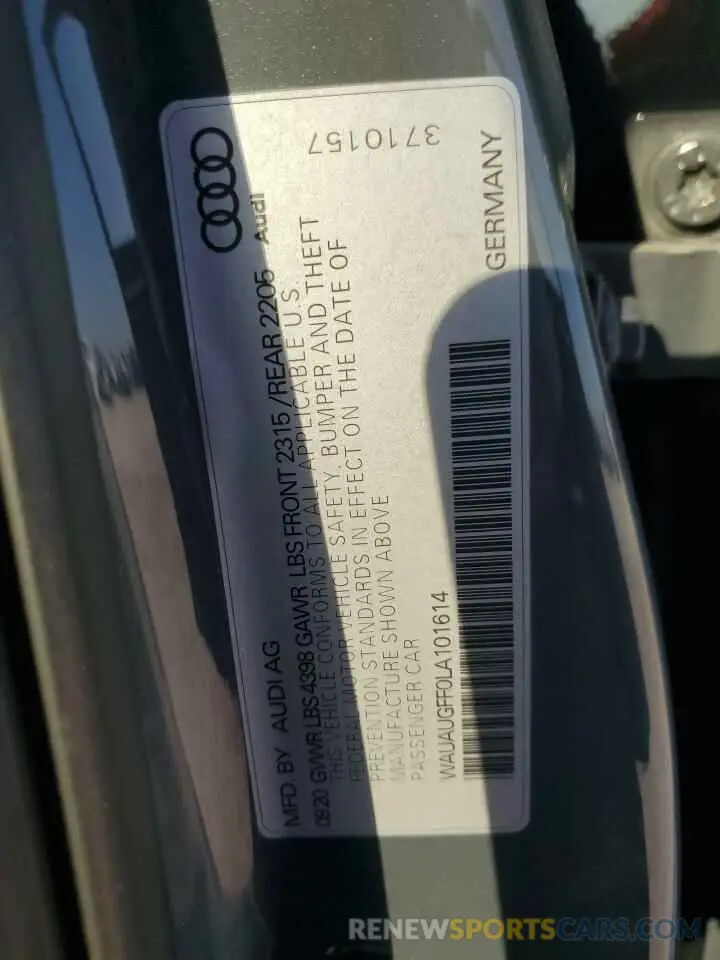 MFD. BY AUDI AG
09/20 GVWR LBS 4398 GAWR LBS FRONT 2315 / REAR 2205 Audi
THIS VEHICLE CONFORMS TO ALL APPLICABLE U.S.
FEDERAL MOTOR VEHICLE SAFETY, BUMPER AND THEFT
PREVENTION STANDARDS IN EFFECT ON THE DATE OF
MANUFACTURE SHOWN ABOVE
PASSENGER CAR
WAUAUGFF0LA101614
GERMANY
3710157
RENEWSPORTSCARS.COM